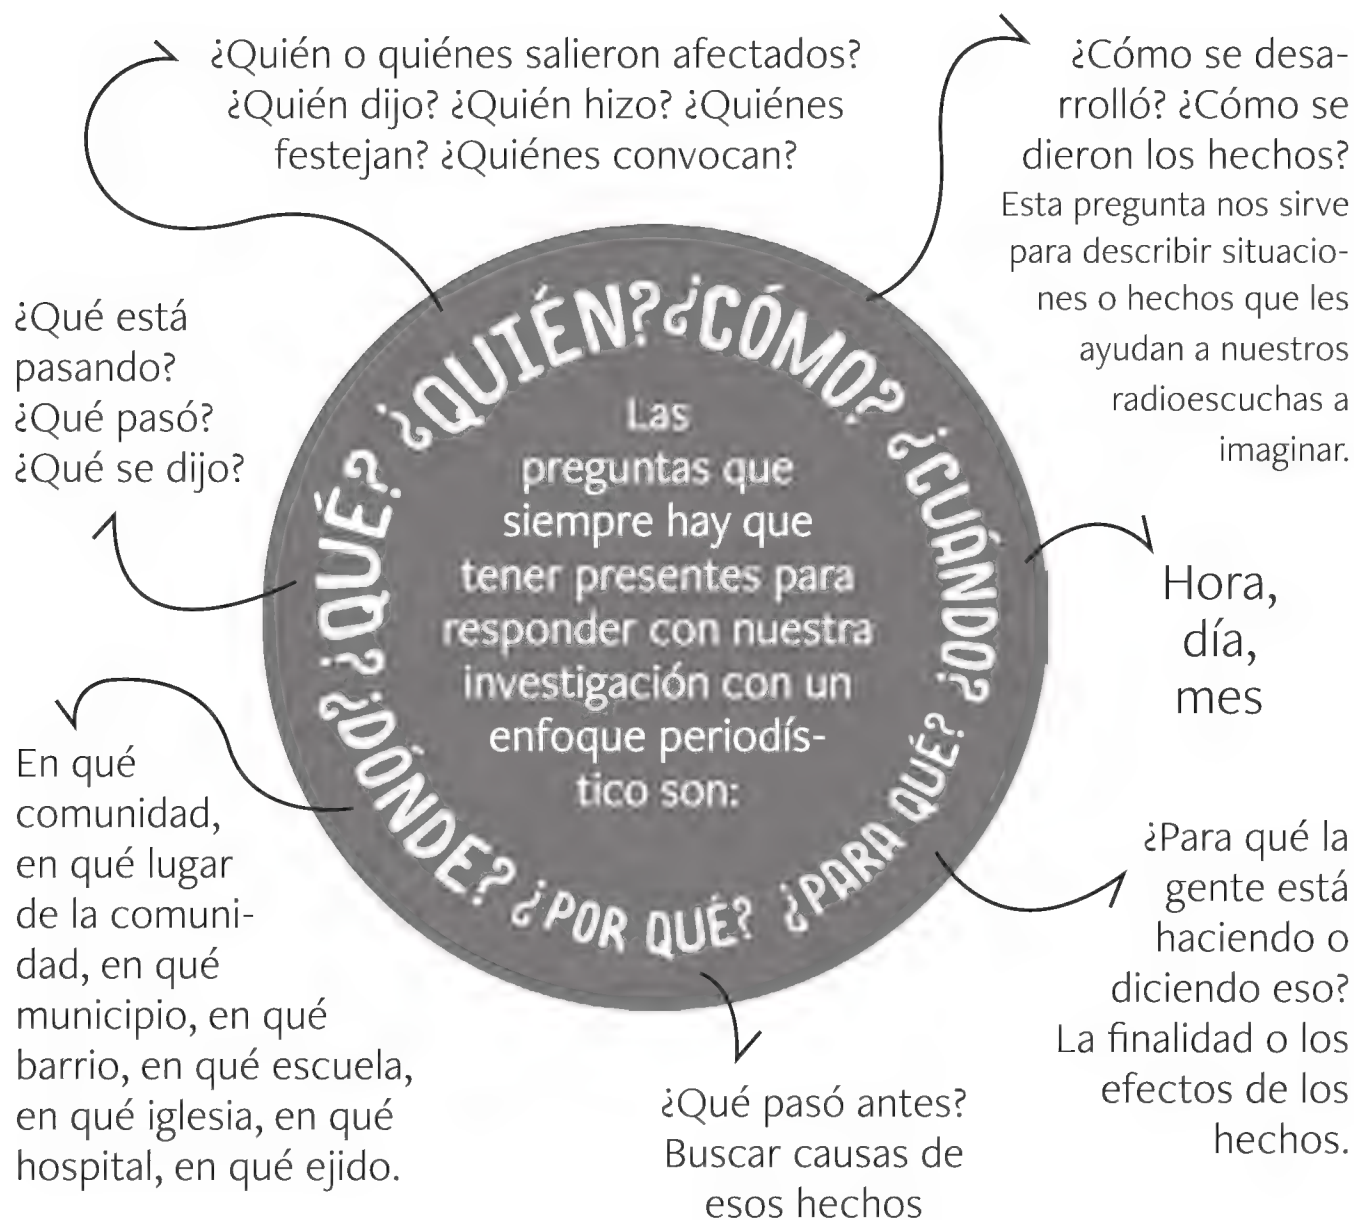 ¿Quién o quiénes salieron afectados?
¿Quién dijo? ¿Quién hizo? ¿Quiénes
festejan? ¿Quiénes convocan?
¿Cómo se desa-
rrolló? ¿Cómo se
dieron los hechos?
Esta pregunta nos sirve
para describir situacio-
nes o hechos que les
ayudan a nuestros
radioescuchas a
imaginar.
¿Qué está
pasando?
¿Qué pasó?
¿Qué se dijo?
¿QUÉ?
¿QUIÉN?
¿CÓMO?
¿CUÁNDO?
¿PARA QUÉ?
¿POR QUÉ?
¿DÓNDE?
Las
preguntas que
siempre hay que
tener presentes para
responder con nuestra
investigación con un
enfoque periodís-
tico son:
Hora,
día,
mes
En qué
comunidad,
en qué lugar
de la comuni-
dad, en qué
municipio, en qué
barrio, en qué escuela,
en qué iglesia, en qué
hospital, en qué ejido.
¿Qué pasó antes?
Buscar causas de
esos hechos
¿Para qué la
gente está
haciendo o
diciendo eso?
La finalidad o los
efectos de los
hechos.